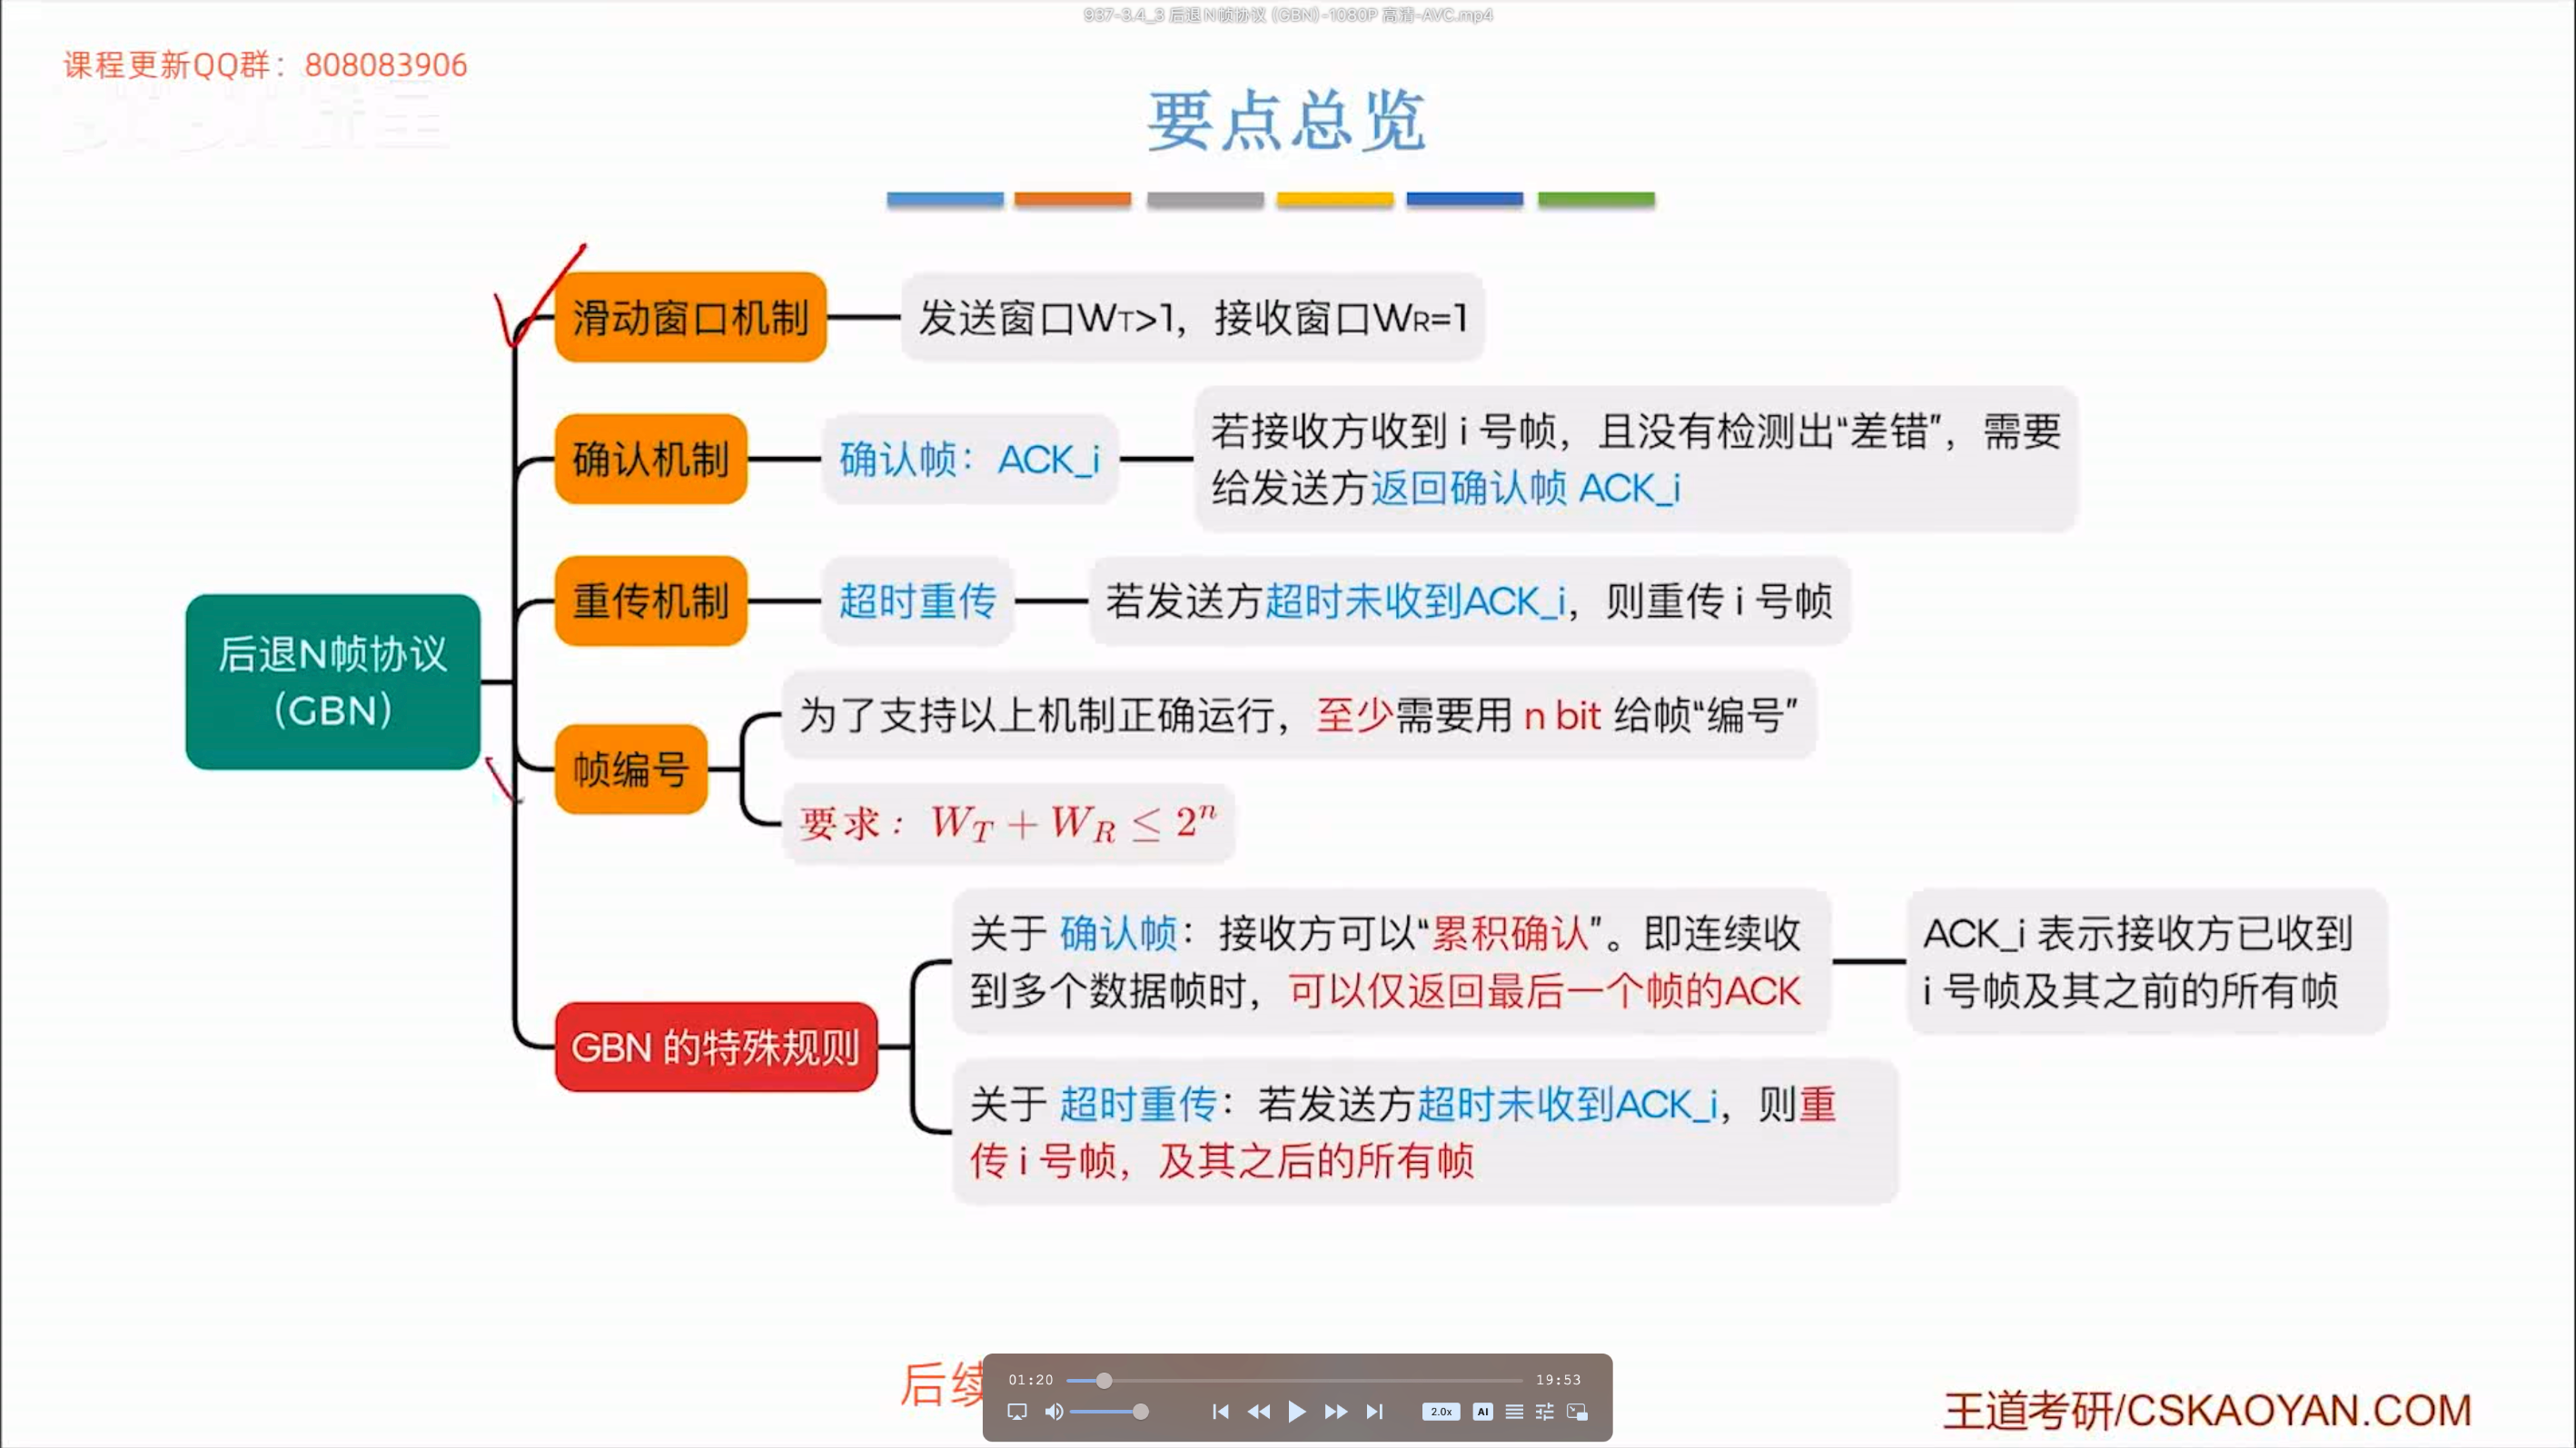 937-3.4_3 后退N帧协议 (GBN)-1080P 高清-AVC.mp4
课程更新QQ群：808083906
要点总览
滑动窗口机制
发送窗口WT>1，接收窗口WR=1
确认机制
确认帧：ACK_i
若接收方收到 i 号帧，且没有检测出“差错”，需要
给发送方返回确认帧 ACK_i
重传机制
超时重传
若发送方超时未收到ACK_i，则重传 i 号帧
后退N帧协议
（GBN）
帧编号
为了支持以上机制正确运行，至少需要用 n bit 给帧“编号”
要求：W_T + W_R ≤ 2^n
GBN 的特殊规则
关于 确认帧：接收方可以“累积确认”。即连续收
到多个数据帧时，可以仅返回最后一个帧的ACK
ACK_i 表示接收方已收到
i 号帧及其之前的所有帧
关于 超时重传：若发送方超时未收到ACK_i，则重
传 i 号帧，及其之后的所有帧
后续
01:20
19:53
2.0x
AI
王道考研/CSKAOYAN.COM